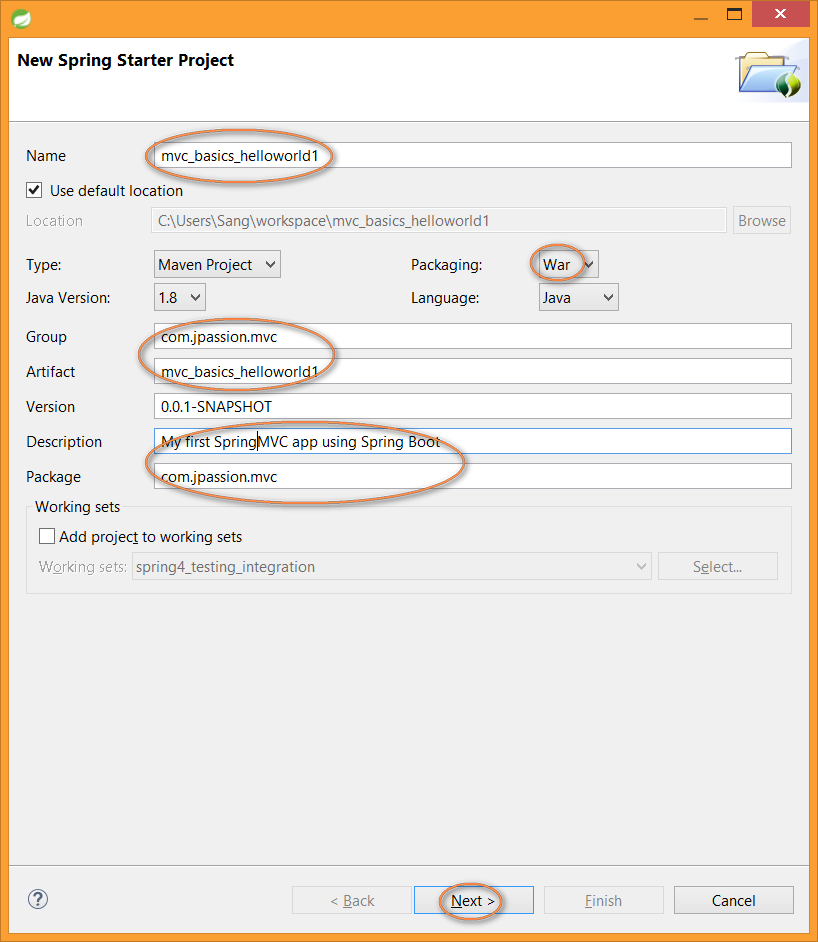 New Spring Starter Project
Name mvc_basics_helloworld1
Use default location
Location C:\Users\Sang\workspace\mvc_basics_helloworld1 Browse
Type: Maven Project Packaging: War
Java Version: 1.8 Language: Java
Group com.jpassion.mvc
Artifact mvc_basics_helloworld1
Version 0.0.1-SNAPSHOT
Description My first SpringMVC app using Spring Boot
Package com.jpassion.mvc
Working sets
Add project to working sets
Working sets: spring4_testing_integration Select...
? < Back Next > Finish Cancel